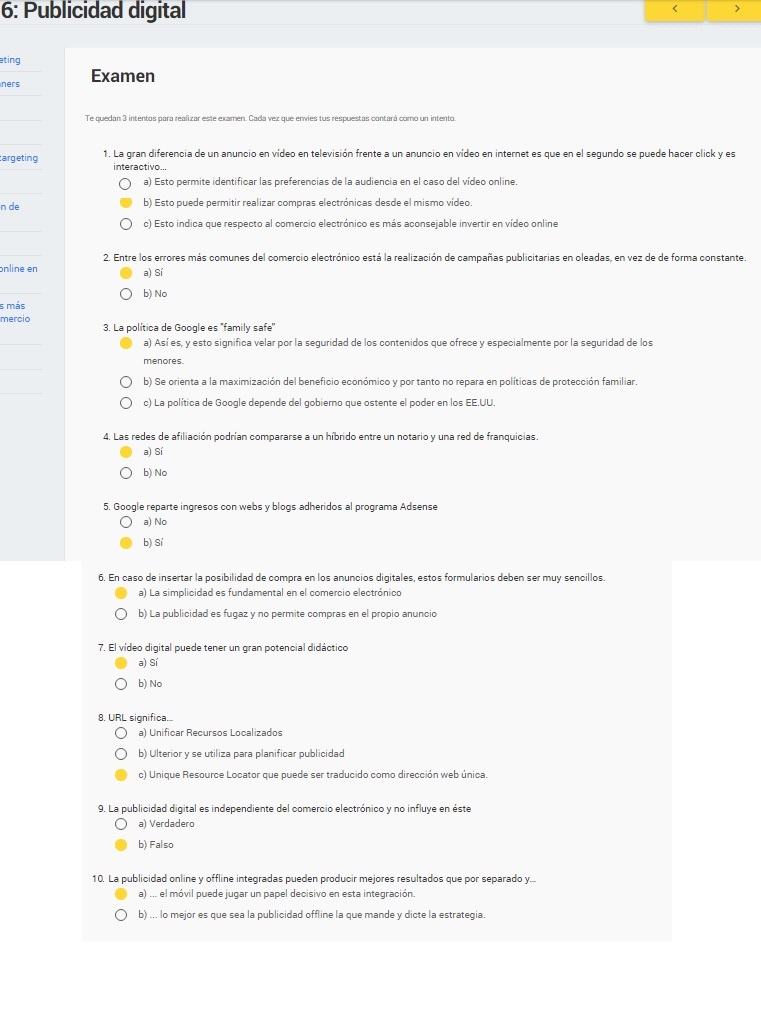 6: Publicidad digital
< >
eting
ners
targeting
n de
online en
s más
mercio
Examen
Te quedan 3 intentos para realizar este examen. Cada vez que envies tus respuestas contará como un intento.
1. La gran diferencia de un anuncio en vídeo en televisión frente a un anuncio en vídeo en internet es que en el segundo se puede hacer click y es
interactivo...
a) Esto permite identificar las preferencias de la audiencia en el caso del vídeo online.
b) Esto puede permitir realizar compras electrónicas desde el mismo vídeo.
c) Esto indica que respecto al comercio electrónico es más aconsejable invertir en vídeo online
2. Entre los errores más comunes del comercio electrónico está la realización de campañas publicitarias en oleadas, en vez de de forma constante.
a) Sí
b) No
3. La política de Google es "family safe"
a) Así es, y esto significa velar por la seguridad de los contenidos que ofrece y especialmente por la seguridad de los
menores.
b) Se orienta a la maximización del beneficio económico y por tanto no repara en políticas de protección familiar.
c) La política de Google depende del gobierno que ostente el poder en los EE.UU.
4. Las redes de afiliación podrían compararse a un híbrido entre un notario y una red de franquicias.
a) Sí
b) No
5. Google reparte ingresos con webs y blogs adheridos al programa Adsense
a) No
b) Sí
6. En caso de insertar la posibilidad de compra en los anuncios digitales, estos formularios deben ser muy sencillos.
a) La simplicidad es fundamental en el comercio electrónico
b) La publicidad es fugaz y no permite compras en el propio anuncio
7. El vídeo digital puede tener un gran potencial didáctico
a) Sí
b) No
8. URL significa...
a) Unificar Recursos Localizados
b) Ulterior y se utiliza para planificar publicidad
c) Unique Resource Locator que puede ser traducido como dirección web única.
9. La publicidad digital es independiente del comercio electrónico y no influye en éste
a) Verdadero
b) Falso
10. La publicidad online y offline integradas pueden producir mejores resultados que por separado y...
a) ... el móvil puede jugar un papel decisivo en esta integración.
b) ... lo mejor es que sea la publicidad offline la que mande y dicte la estrategia.